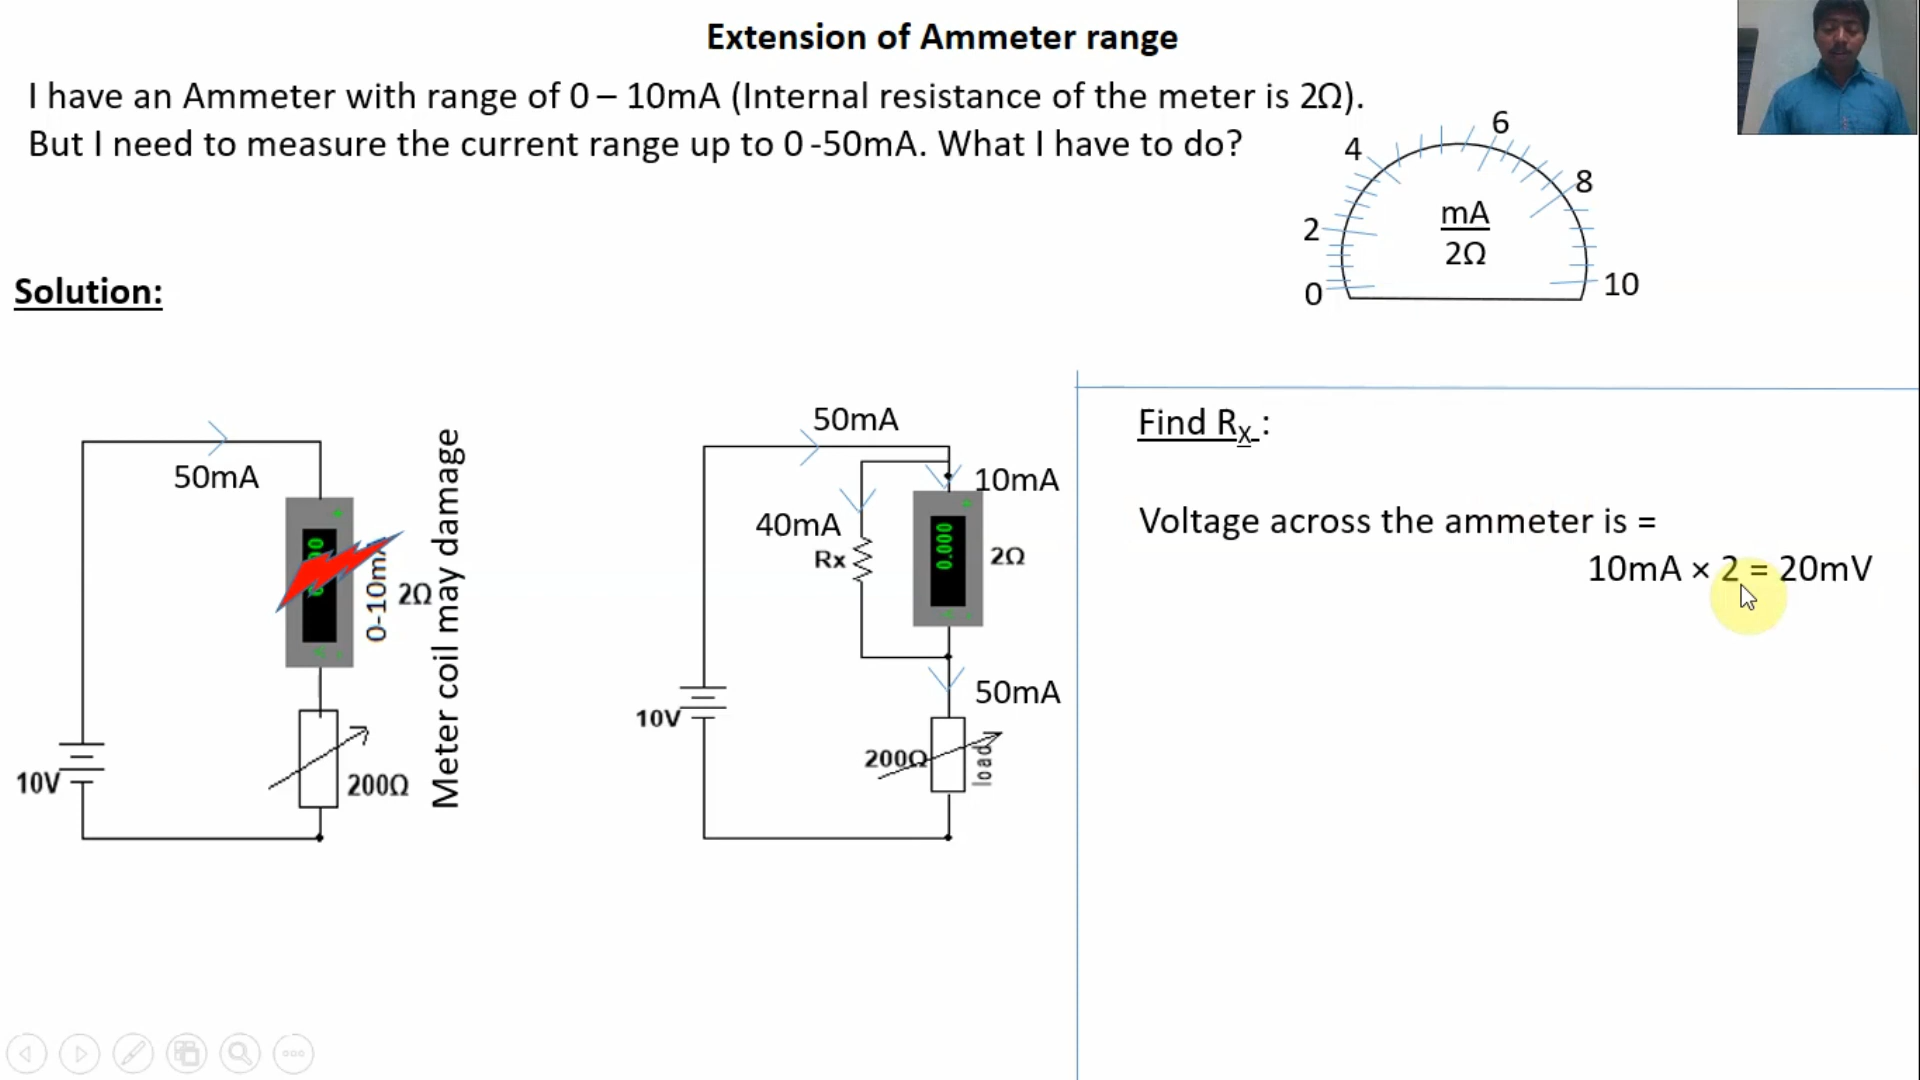 Extension of Ammeter range
I have an Ammeter with range of 0 – 10mA (Internal resistance of the meter is 2Ω).
But I need to measure the current range up to 0 -50mA. What I have to do?
0
2
4
6
8
10
mA
2Ω
Solution:
50mA
0-10mA
2Ω
Meter coil may damage
10V
200Ω
50mA
10mA
40mA
Rx
0.000
2Ω
50mA
10V
200Ω
load
Find Rx :
Voltage across the ammeter is =
10mA × 2 = 20mV